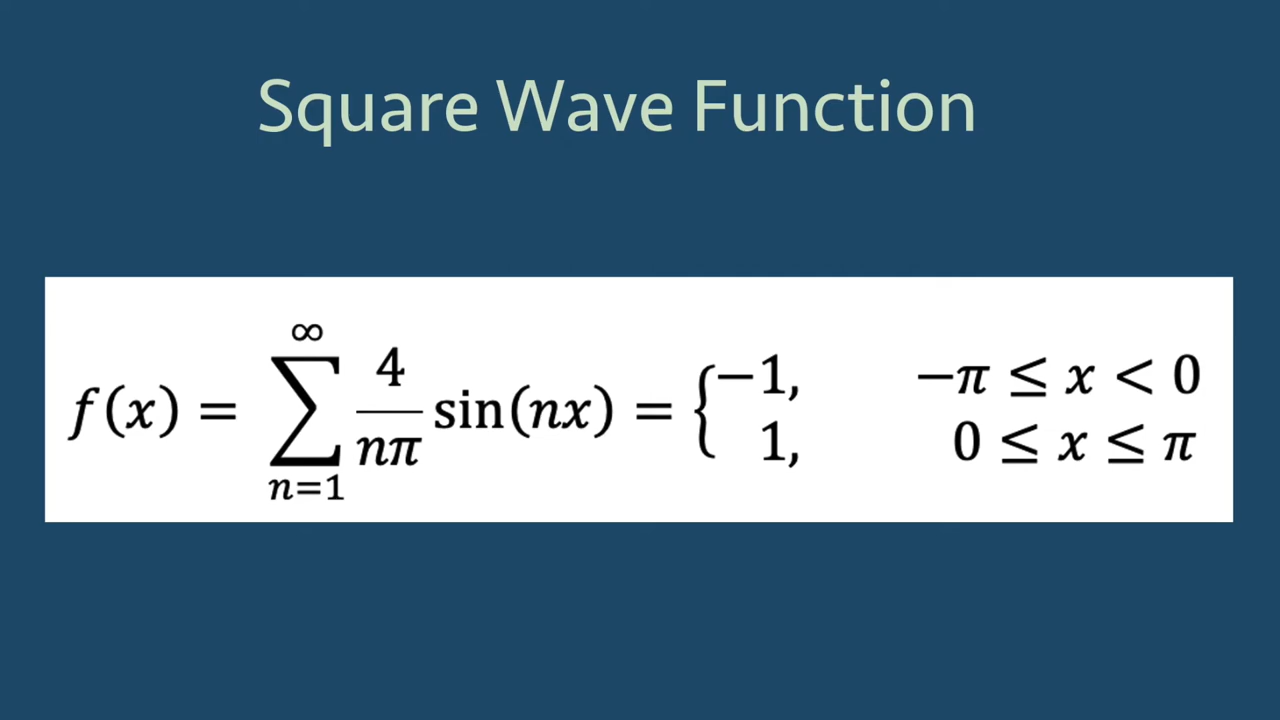 Square Wave Function
f(x) = ∑_{n=1}^{∞} 4/(nπ) sin(nx) = { −1, −π ≤ x < 0
1, 0 ≤ x ≤ π